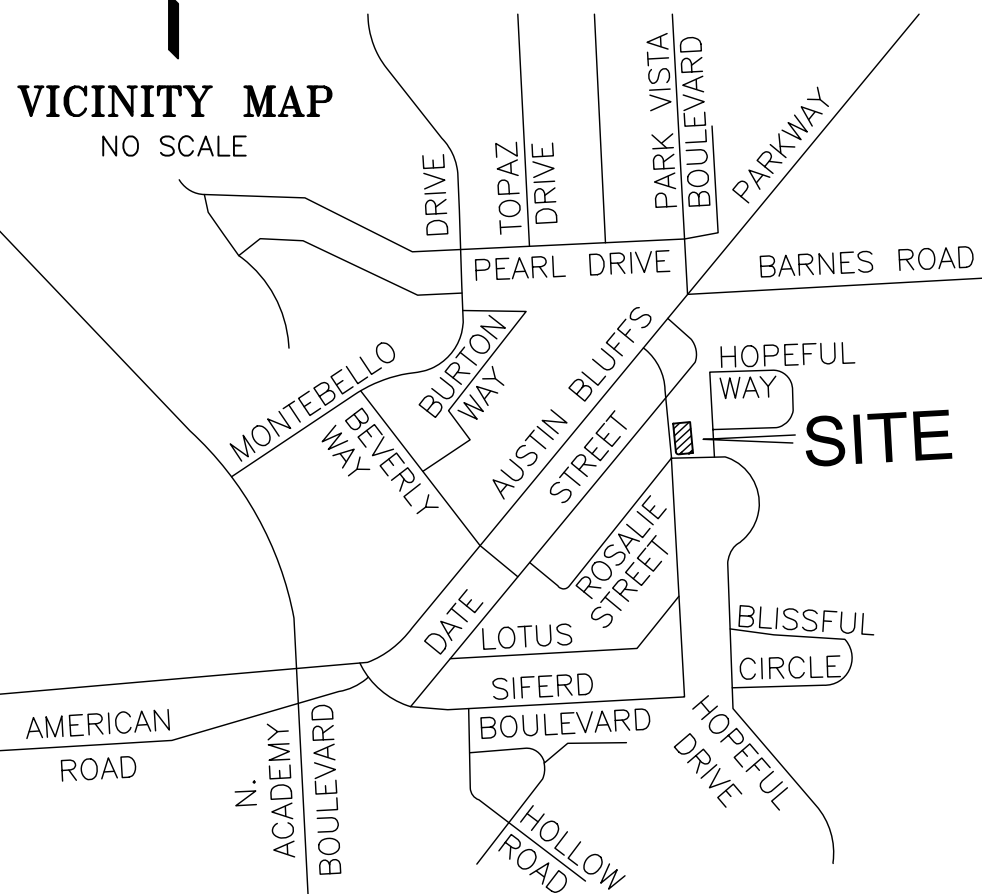 VICINITY MAP
NO SCALE
DRIVE
TOPAZ
DRIVE
PARK VISTA
BOULEVARD
PARKWAY
PEARL DRIVE
BARNES ROAD
MONTEBELLO
BURTON
WAY
BEVERLY
WAY
AUSTIN BLUFFS
HOPEFUL
WAY
SITE
STREET
DATE
ROSALIE
STREET
LOTUS
BLISSFUL
CIRCLE
SIFERD
BOULEVARD
AMERICAN
ROAD
N.
ACADEMY
BOULEVARD
HOPEFUL
DRIVE
HOLLOW
ROAD